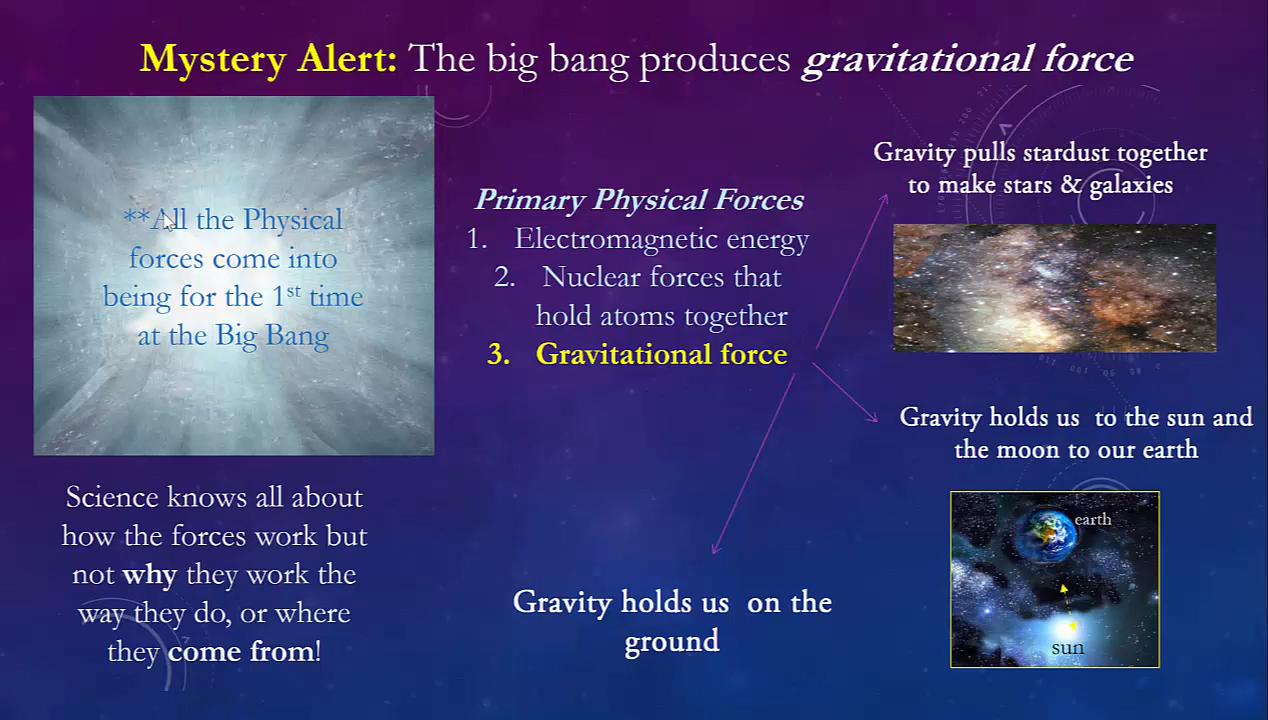 Mystery Alert: The big bang produces gravitational force
**All the Physical
forces come into
being for the 1st time
at the Big Bang
Science knows all about
how the forces work but
not why they work the
way they do, or where
they come from!
Primary Physical Forces
1. Electromagnetic energy
2. Nuclear forces that
hold atoms together
3. Gravitational force
Gravity holds us on the
ground
Gravity pulls stardust together
to make stars & galaxies
Gravity holds us to the sun and
the moon to our earth
earth
sun